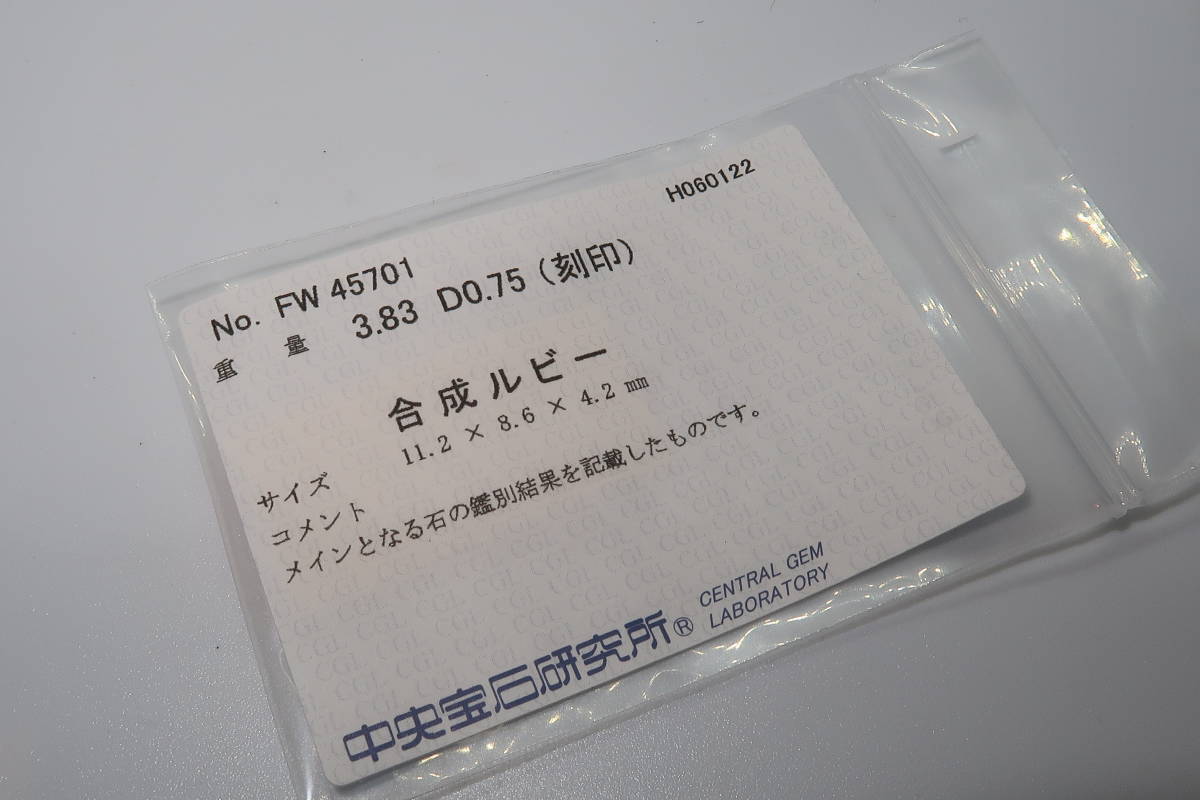 H060122
No. FW 45701
重 量 3.83 D0.75（刻印）
合成ルビー
サイズ 11.2 × 8.6 × 4.2 mm
コメント
メインとなる石の鑑別結果を記載したものです。
中央宝石研究所® CENTRAL GEM
LABORATORY